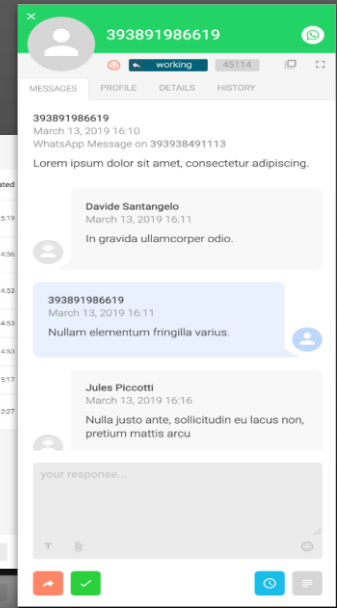 393891986619
working
45114
MESSAGES PROFILE DETAILS HISTORY
393891986619
March 13, 2019 16:10
WhatsApp Message on 393938491113
Lorem ipsum dolor sit amet, consectetur adipiscing.
Davide Santangelo
March 13, 2019 16:11
In gravida ullamcorper odio.
393891986619
March 13, 2019 16:11
Nullam elementum fringilla varius.
Jules Piccotti
March 13, 2019 16:16
Nulla justo ante, sollicitudin eu lacus non,
pretium mattis arcu
your response...